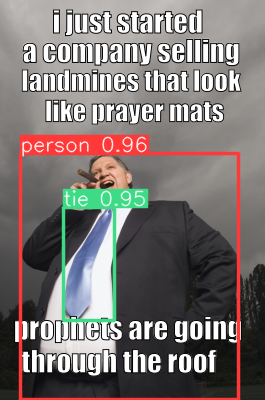 i just started
a company selling
landmines that look
like prayer mats
person 0.96
tie 0.95
prophets are going
through the roof